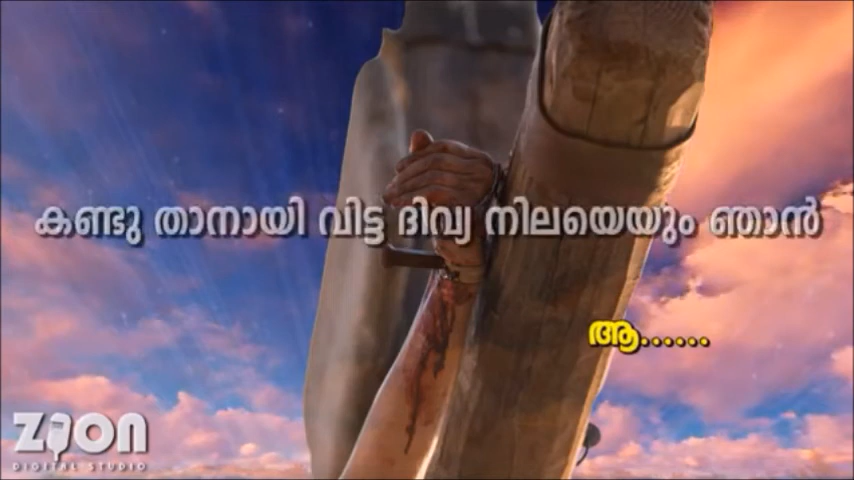 കണ്ടു താനായി വിട്ട ദിവ്യ നിലയെയും ഞാൻ
ആ......
ZION
DIGITAL STUDIO